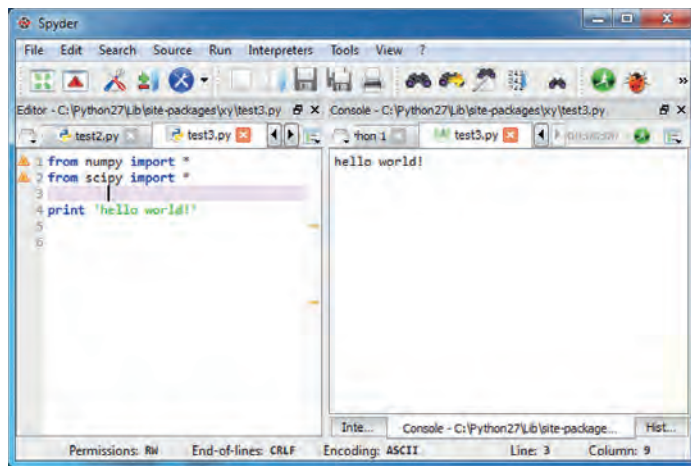 Spyder
File Edit Search Source Run Interpreters Tools View ?
»
Editor - C:\Python27\Lib\site-packages\xy\test3.py
test2.py test3.py
1 from numpy import *
2 from scipy import *
3
4 print 'hello world!'
5
6
Console - C:\Python27\Lib\site-packages\xy\test3.py
thon 1 test3.py
hello world!
Inte... Console - C:\Python27\Lib\site-package... Hist...
Permissions: RW End-of-lines: CRLF Encoding: ASCII Line: 3 Column: 9